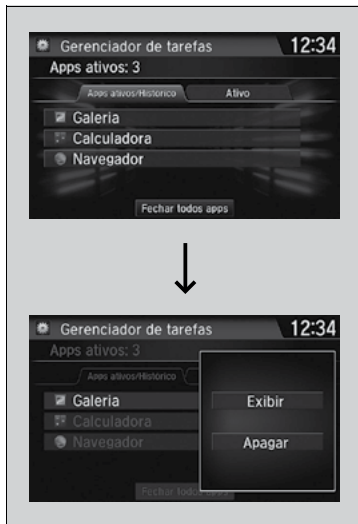 Gerenciador de tarefas 12:34
Apps ativos: 3
Apps ativos/Histórico Ativo
Galeria
Calculadora
Navegador
Fechar todos apps
Gerenciador de tarefas 12:34
Apps ativos: 3
Apps ativos/Histórico
Galeria
Calculadora
Navegador
Exibir
Apagar
Fechar todos apps